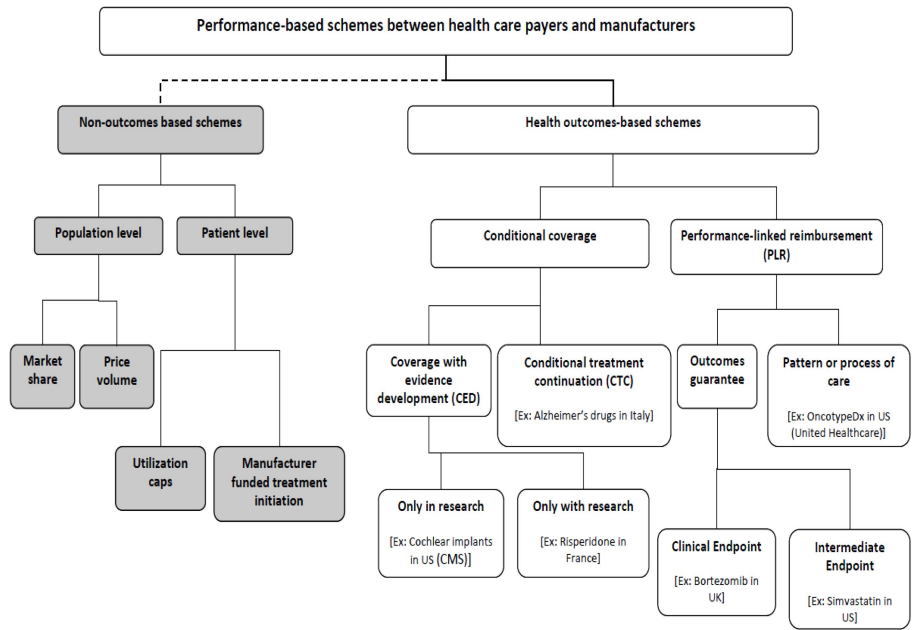 Performance-based schemes between health care payers and manufacturers
Non-outcomes based schemes
Health outcomes-based schemes
Population level
Patient level
Conditional coverage
Performance-linked reimbursement
(PLR)
Market
share
Price
volume
Coverage with
evidence
development (CED)
Conditional treatment
continuation (CTC)
[Ex: Alzheimer's drugs in Italy]
Outcomes
guarantee
Pattern or process of
care
[Ex: OncotypeDx in US
(United Healthcare)]
Utilization
caps
Manufacturer
funded treatment
initiation
Only in research
[Ex: Cochlear implants
in US (CMS)]
Only with research
[Ex: Risperidone in
France]
Clinical Endpoint
[Ex: Bortezomib in
UK]
Intermediate
Endpoint
[Ex: Simvastatin in
US]